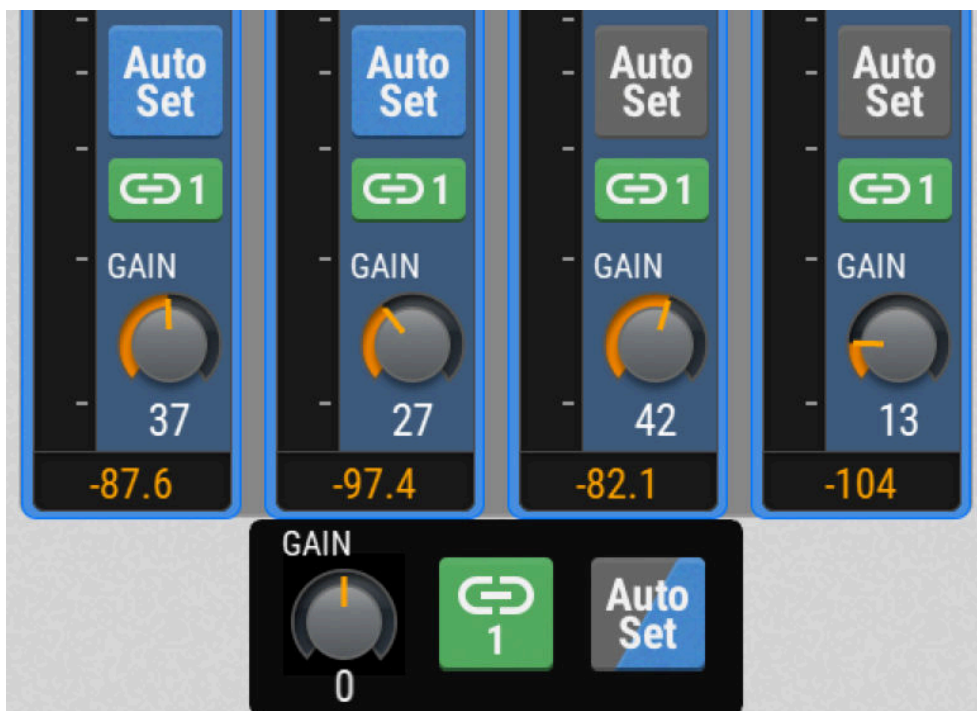 Auto Auto Auto Auto
Set Set Set Set
1 1 1 1
GAIN GAIN GAIN GAIN
37 27 42 13
-87.6 -97.4 -82.1 -104
GAIN
Auto
Set
1
0